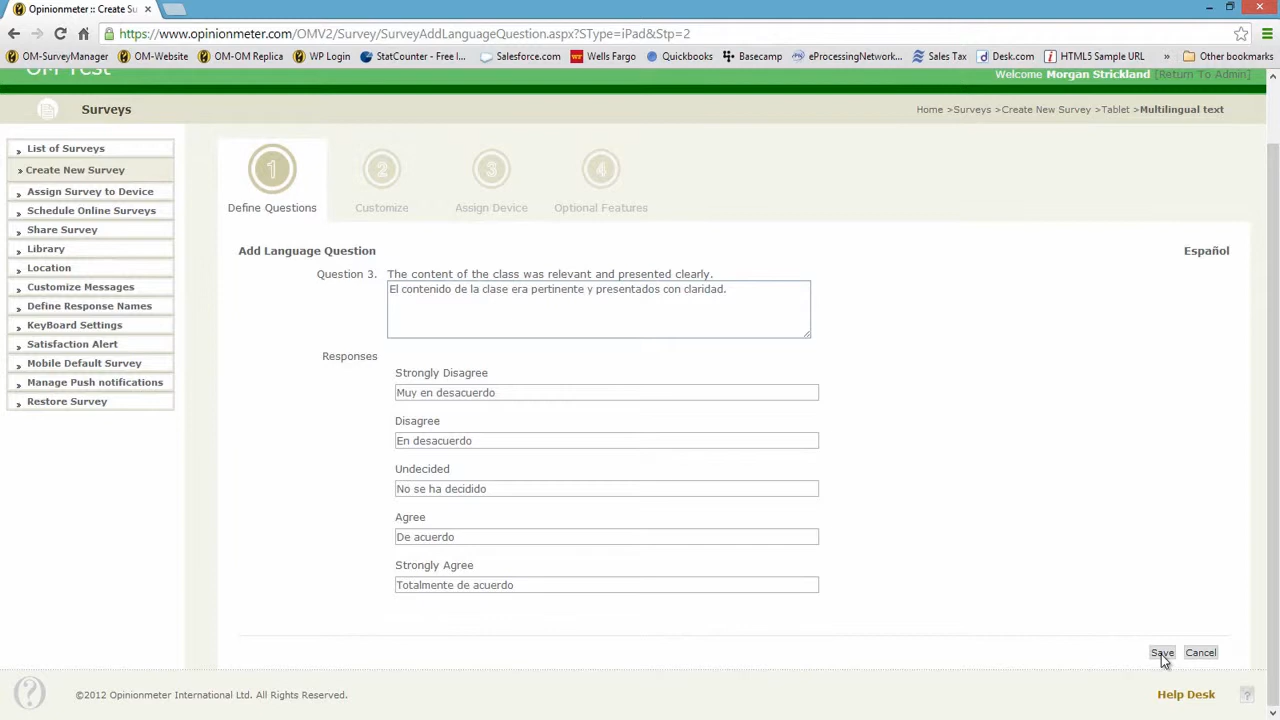 Opinionmeter :: Create Su
https://www.opinionmeter.com/OMV2/Survey/SurveyAddLanguageQuestion.aspx?SType=iPad&Stp=2
OM-SurveyManager OM-Website OM-OM Replica WP Login StatCounter - Free I... Salesforce.com Wells Fargo Quickbooks Basecamp eProcessingNetwork... Sales Tax Desk.com HTML5 Sample URL » Other bookmarks
OM Test
Welcome Morgan Strickland [Return To Admin]
Surveys
Home >Surveys >Create New Survey >Tablet >Multilingual text
List of Surveys
Create New Survey
Assign Survey to Device
Schedule Online Surveys
Share Survey
Library
Location
Customize Messages
Define Response Names
KeyBoard Settings
Satisfaction Alert
Mobile Default Survey
Manage Push notifications
Restore Survey
1 2 3 4
Define Questions Customize Assign Device Optional Features
Add Language Question Español
Question 3. The content of the class was relevant and presented clearly.
El contenido de la clase era pertinente y presentados con claridad.
Responses
Strongly Disagree
Muy en desacuerdo
Disagree
En desacuerdo
Undecided
No se ha decidido
Agree
De acuerdo
Strongly Agree
Totalmente de acuerdo
Save Cancel
©2012 Opinionmeter International Ltd. All Rights Reserved.
Help Desk